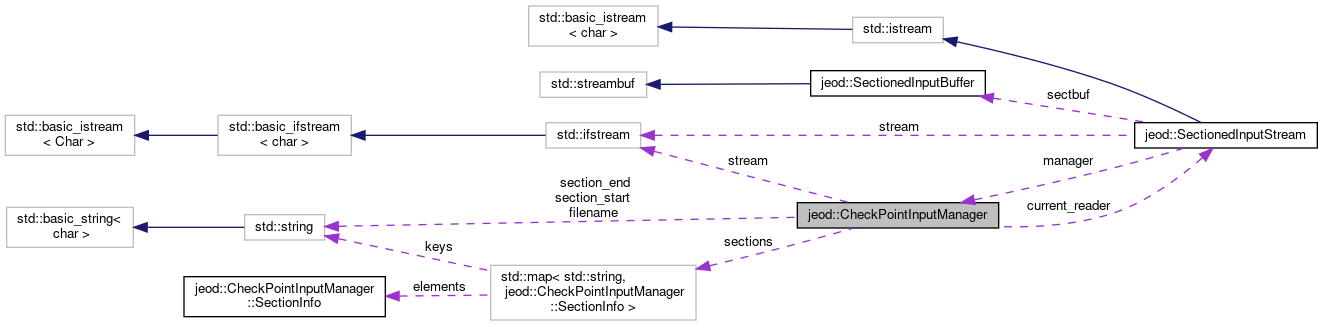 std::basic_istream
< char >
std::istream
std::streambuf
jeod::SectionedInputBuffer
sectbuf
std::basic_istream
< Char >
std::basic_ifstream
< char >
std::ifstream
stream
jeod::SectionedInputStream
stream
manager
section_end
section_start
filename
jeod::CheckPointInputManager
current_reader
std::basic_string<
char >
std::string
keys
sections
std::map< std::string,
jeod::CheckPointInputManager
::SectionInfo >
elements
jeod::CheckPointInputManager
::SectionInfo